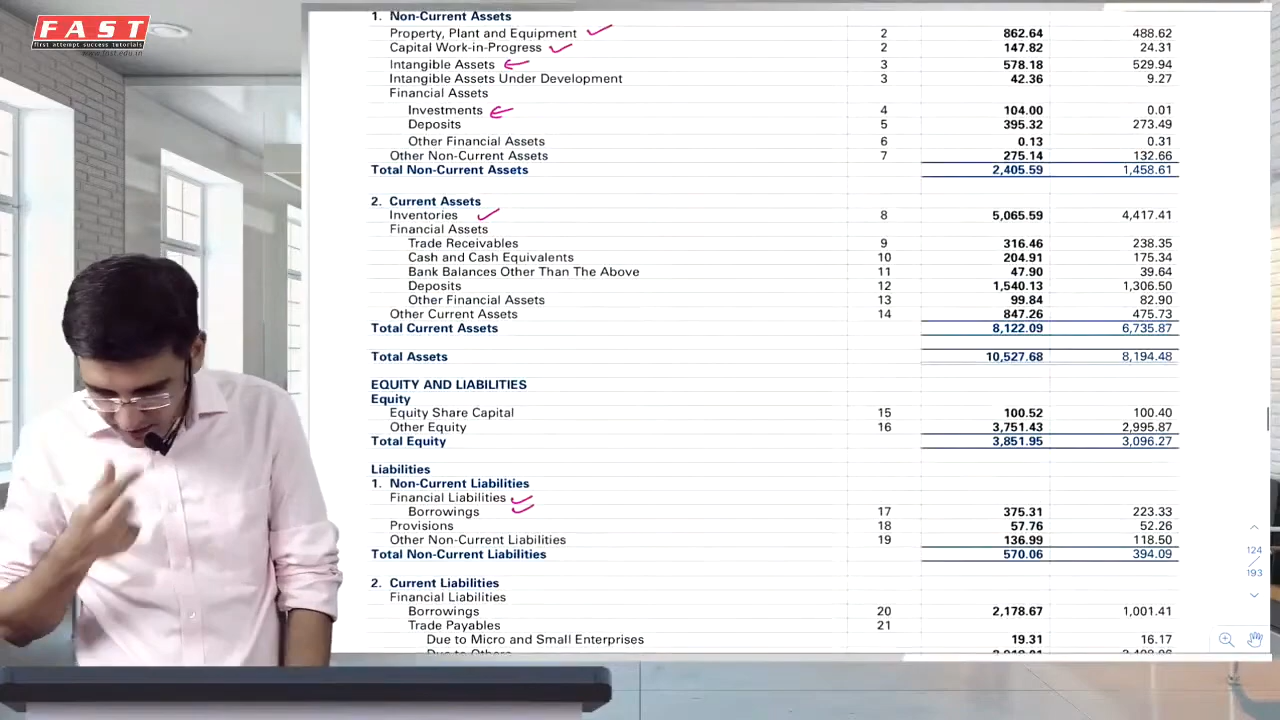 FAST
first attempt success tutorials
www.fast.edu.in
1. Non-Current Assets
Property, Plant and Equipment 2 862.64 488.62
Capital Work-in-Progress 2 147.82 24.31
Intangible Assets 3 578.18 529.94
Intangible Assets Under Development 3 42.36 9.27
Financial Assets
Investments 4 104.00 0.01
Deposits 5 395.32 273.49
Other Financial Assets 6 0.13 0.31
Other Non-Current Assets 7 275.14 132.66
Total Non-Current Assets 2,405.59 1,458.61
2. Current Assets
Inventories 8 5,065.59 4,417.41
Financial Assets
Trade Receivables 9 316.46 238.35
Cash and Cash Equivalents 10 204.91 175.34
Bank Balances Other Than The Above 11 47.90 39.64
Deposits 12 1,540.13 1,306.50
Other Financial Assets 13 99.84 82.90
Other Current Assets 14 847.26 475.73
Total Current Assets 8,122.09 6,735.87
Total Assets 10,527.68 8,194.48
EQUITY AND LIABILITIES
Equity
Equity Share Capital 15 100.52 100.40
Other Equity 16 3,751.43 2,995.87
Total Equity 3,851.95 3,096.27
Liabilities
1. Non-Current Liabilities
Financial Liabilities
Borrowings 17 375.31 223.33
Provisions 18 57.76 52.26
Other Non-Current Liabilities 19 136.99 118.50
Total Non-Current Liabilities 570.06 394.09
2. Current Liabilities
Financial Liabilities
Borrowings 20 2,178.67 1,001.41
Trade Payables 21
Due to Micro and Small Enterprises 19.31 16.17
Due to Others
124
193